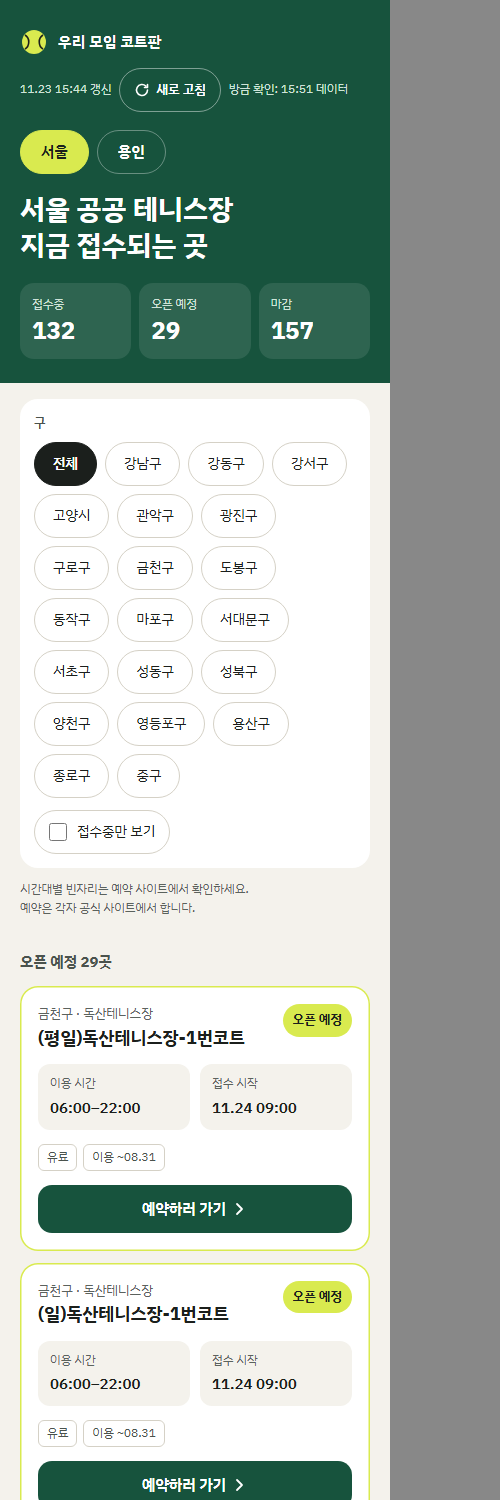 우리 모임 코트판
11.23 15:44 갱신 새로 고침 방금 확인: 15:51 데이터
서울 용인
서울 공공 테니스장
지금 접수되는 곳
접수중 오픈 예정 마감
132 29 157
구
전체 강남구 강동구 강서구
고양시 관악구 광진구
구로구 금천구 도봉구
동작구 마포구 서대문구
서초구 성동구 성북구
양천구 영등포구 용산구
종로구 중구
접수중만 보기
시간대별 빈자리는 예약 사이트에서 확인하세요.
예약은 각자 공식 사이트에서 합니다.
오픈 예정 29곳
금천구 · 독산테니스장
(평일)독산테니스장-1번코트
오픈 예정
이용 시간 접수 시작
06:00–22:00 11.24 09:00
유료 이용 ~08.31
예약하러 가기
금천구 · 독산테니스장
(일)독산테니스장-1번코트
오픈 예정
이용 시간 접수 시작
06:00–22:00 11.24 09:00
유료 이용 ~08.31
예약하러 가기